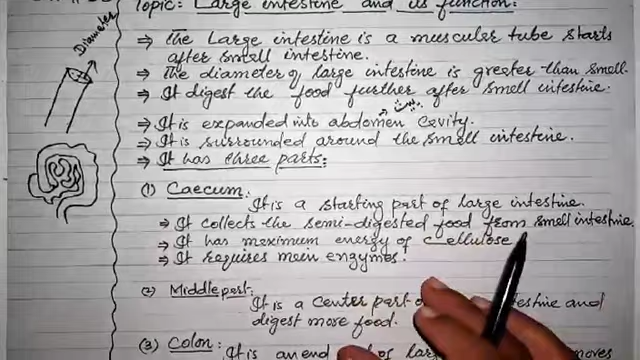 Topic: Large intestine and its function:
Diameter
⇒ The Large intestine is a muscular tube starts
after small intestine.
⇒ The diameter of large intestine is greater than small.
⇒ It digest the food further after small intestine.
⇒ It is expanded into abdomen cavity.
⇒ It is surrounded around the small intestine.
⇒ It has three parts:
(1) Caecum:
It is a starting part of large intestine.
⇒ It collects the semi-digested food from small intestine.
⇒ It has maximum energy of cellulose
⇒ It requires main enzymes.
(2) Middle part:
It is a center part of intestine and
digest more food.
(3) Colon: It is an end of